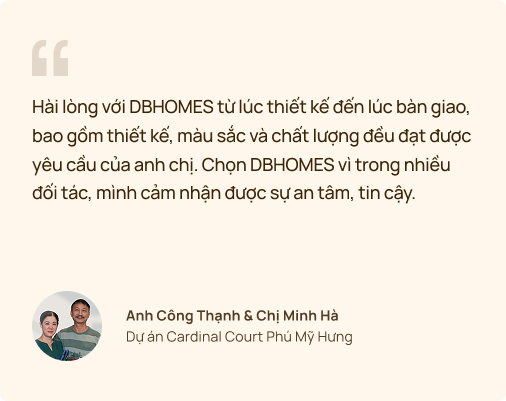 Hài lòng với DBHOMES từ lúc thiết kế đến lúc bàn giao,
bao gồm thiết kế, màu sắc và chất lượng đều đạt được
yêu cầu của anh chị. Chọn DBHOMES vì trong nhiều
đối tác, mình cảm nhận được sự an tâm, tin cậy.
Anh Công Thạnh & Chị Minh Hà
Dự án Cardinal Court Phú Mỹ Hưng